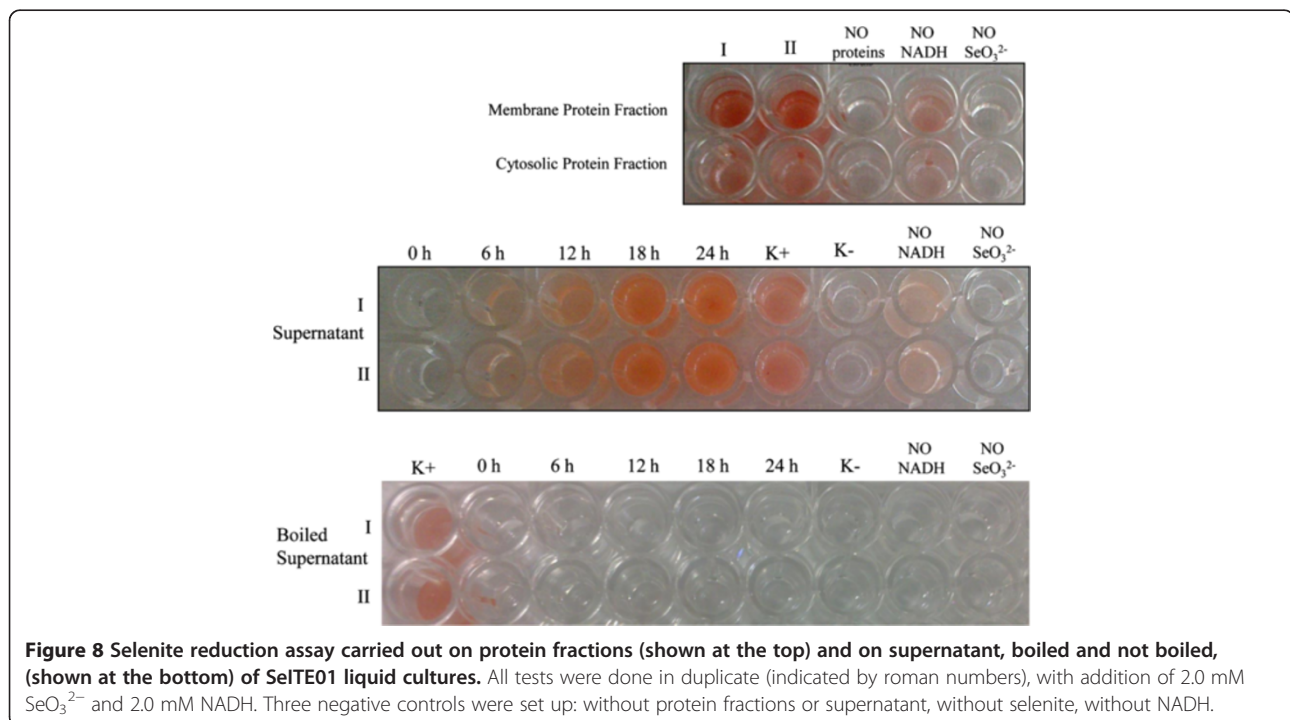 NO NO NO
I II proteins NADH SeO₃²⁻
Membrane Protein Fraction
Cytosolic Protein Fraction
NO NO
0 h 6 h 12 h 18 h 24 h K+ K- NADH SeO₃²⁻
I
Supernatant
II
NO NO
K+ 0 h 6 h 12 h 18 h 24 h K- NADH SeO₃²⁻
I
Boiled
Supernatant
II
Figure 8 Selenite reduction assay carried out on protein fractions (shown at the top) and on supernatant, boiled and not boiled,
(shown at the bottom) of SeITE01 liquid cultures. All tests were done in duplicate (indicated by roman numbers), with addition of 2.0 mM
SeO₃²⁻ and 2.0 mM NADH. Three negative controls were set up: without protein fractions or supernatant, without selenite, without NADH.